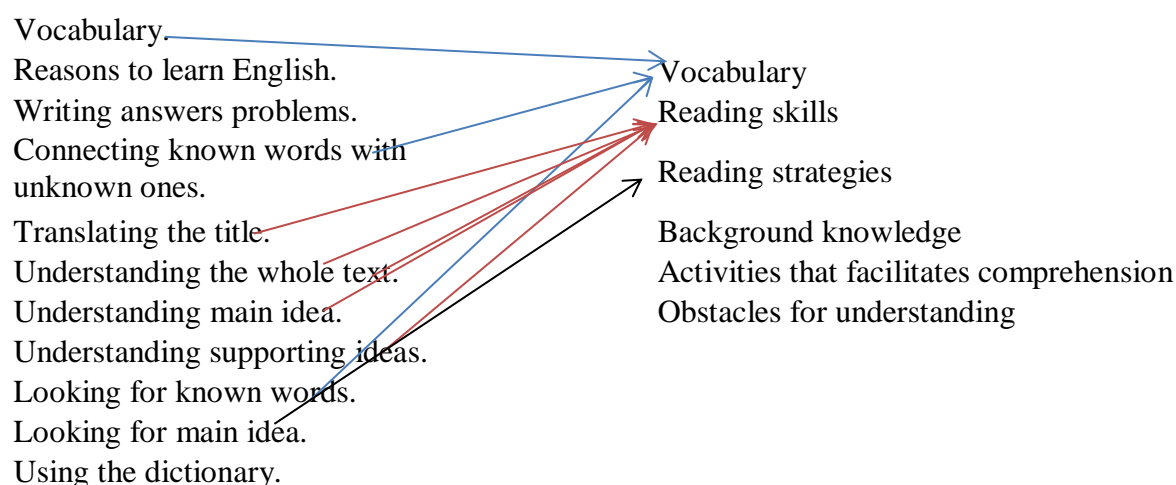 Vocabulary.
Reasons to learn English.
Writing answers problems.
Connecting known words with
unknown ones.
Translating the title.
Understanding the whole text.
Understanding main idea.
Understanding supporting ideas.
Looking for known words.
Looking for main idea.
Using the dictionary.
Vocabulary
Reading skills
Reading strategies
Background knowledge
Activities that facilitates comprehension
Obstacles for understanding